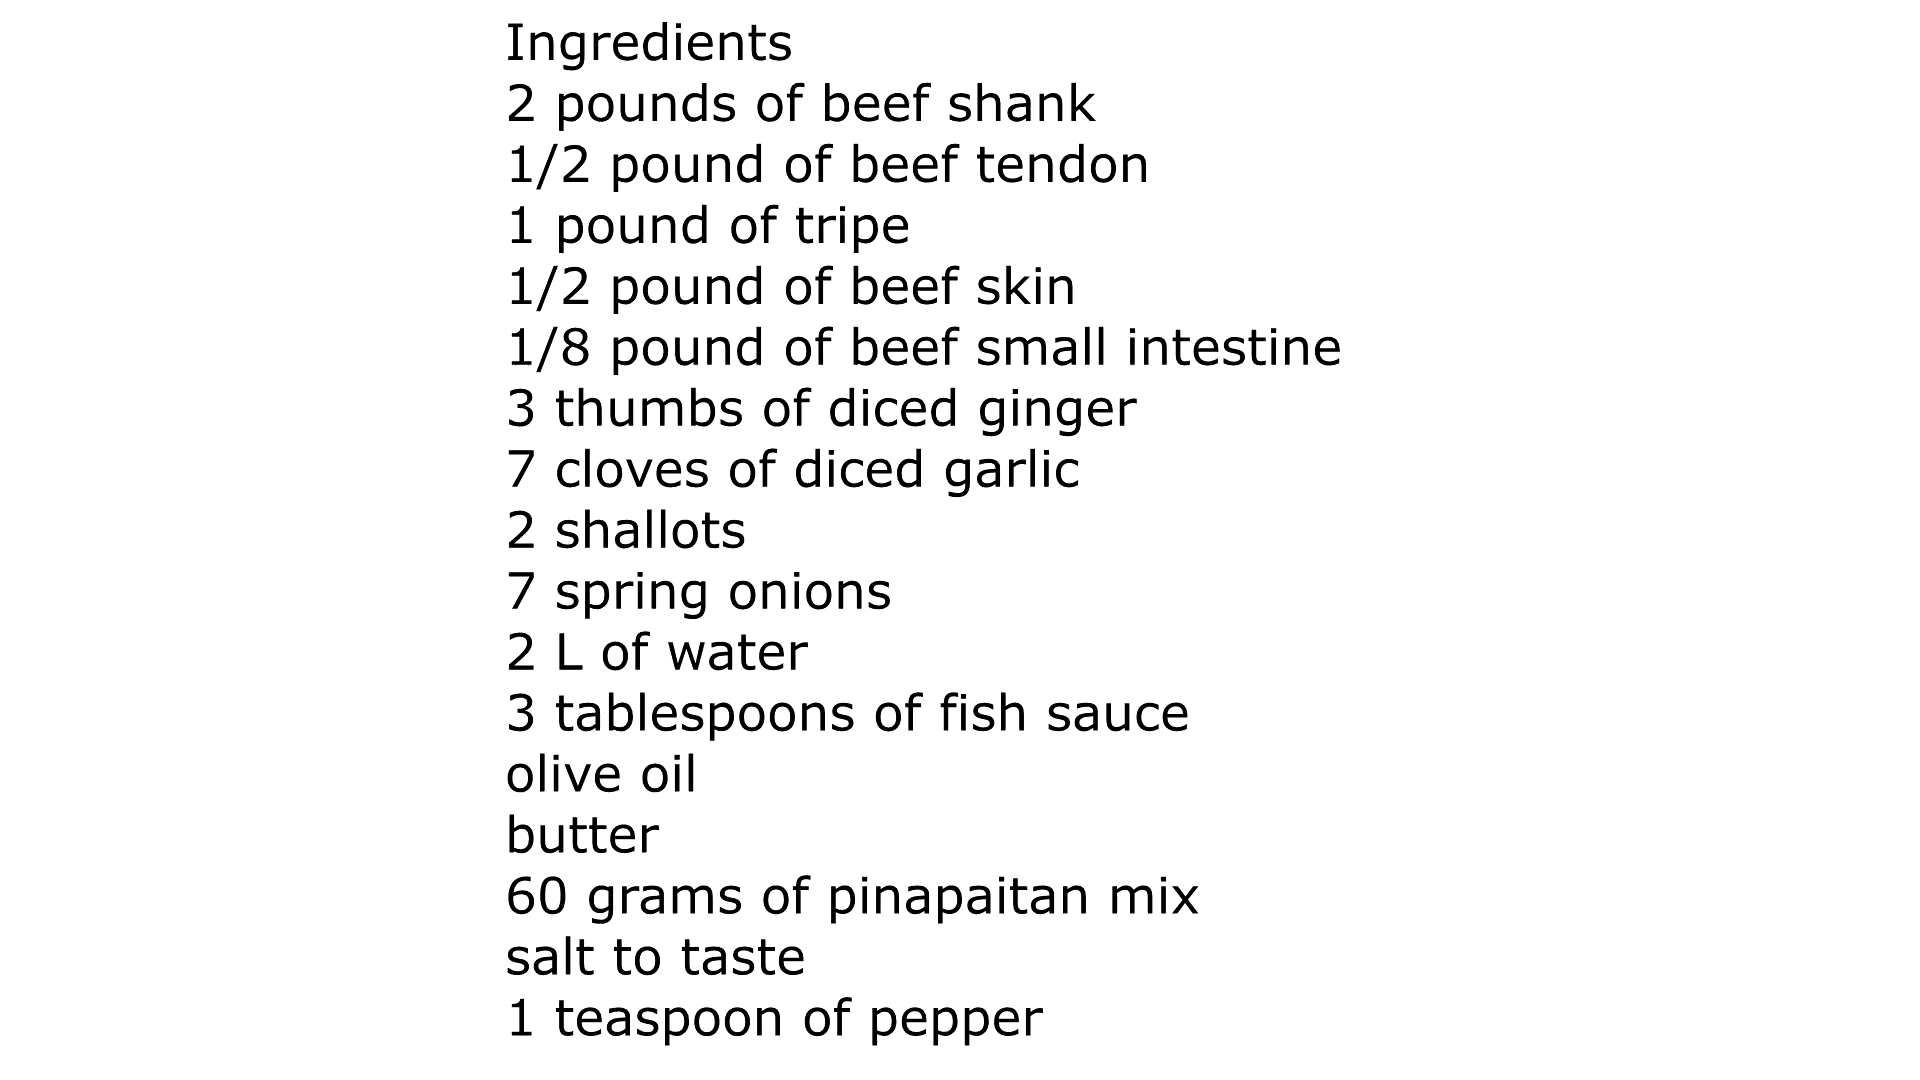 Ingredients
2 pounds of beef shank
1/2 pound of beef tendon
1 pound of tripe
1/2 pound of beef skin
1/8 pound of beef small intestine
3 thumbs of diced ginger
7 cloves of diced garlic
2 shallots
7 spring onions
2 L of water
3 tablespoons of fish sauce
olive oil
butter
60 grams of pinapaitan mix
salt to taste
1 teaspoon of pepper